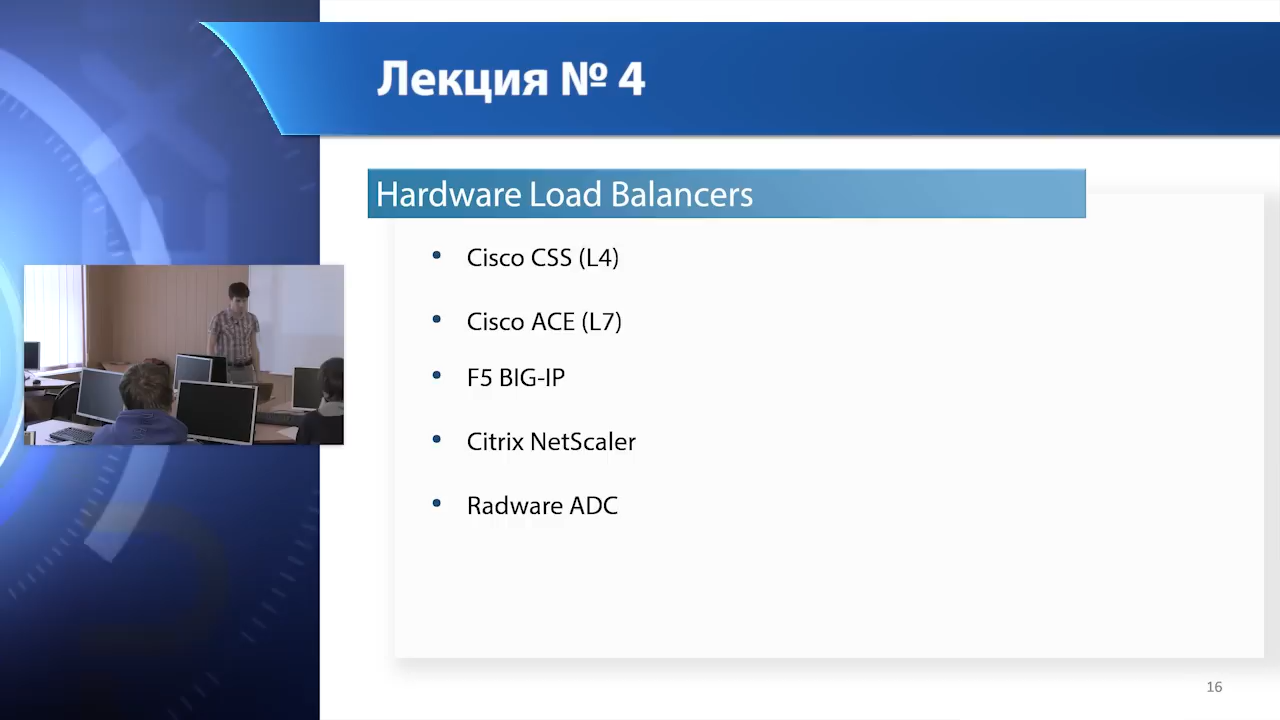 Лекция № 4
Hardware Load Balancers
• Cisco CSS (L4)
• Cisco ACE (L7)
• F5 BIG-IP
• Citrix NetScaler
• Radware ADC
16